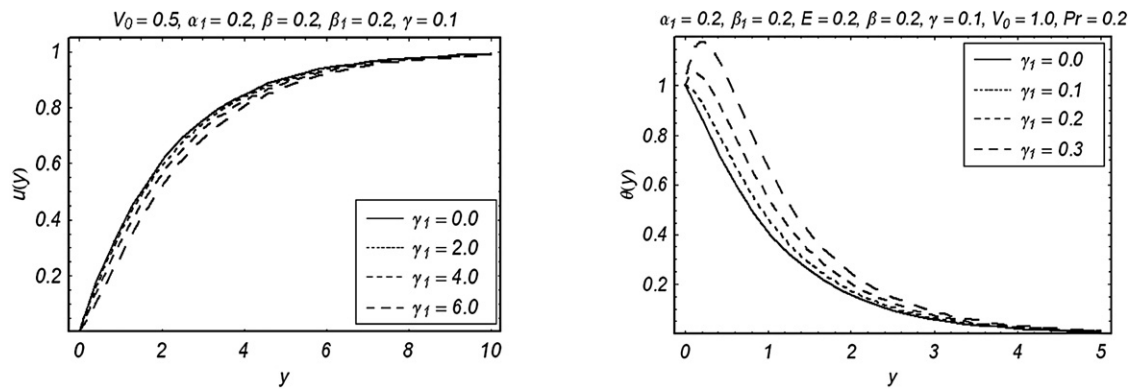 V₀ = 0.5, α₁ = 0.2, β = 0.2, β₁ = 0.2, γ = 0.1
1
0.8
0.6
0.4
0.2
u(y)
γ₁ = 0.0
γ₁ = 2.0
γ₁ = 4.0
γ₁ = 6.0
0 2 4 6 8 10
y
α₁ = 0.2, β₁ = 0.2, E = 0.2, β = 0.2, γ = 0.1, V₀ = 1.0, Pr = 0.2
1
0.8
0.6
0.4
0.2
0
θ(y)
γ₁ = 0.0
γ₁ = 0.1
γ₁ = 0.2
γ₁ = 0.3
0 1 2 3 4 5
y